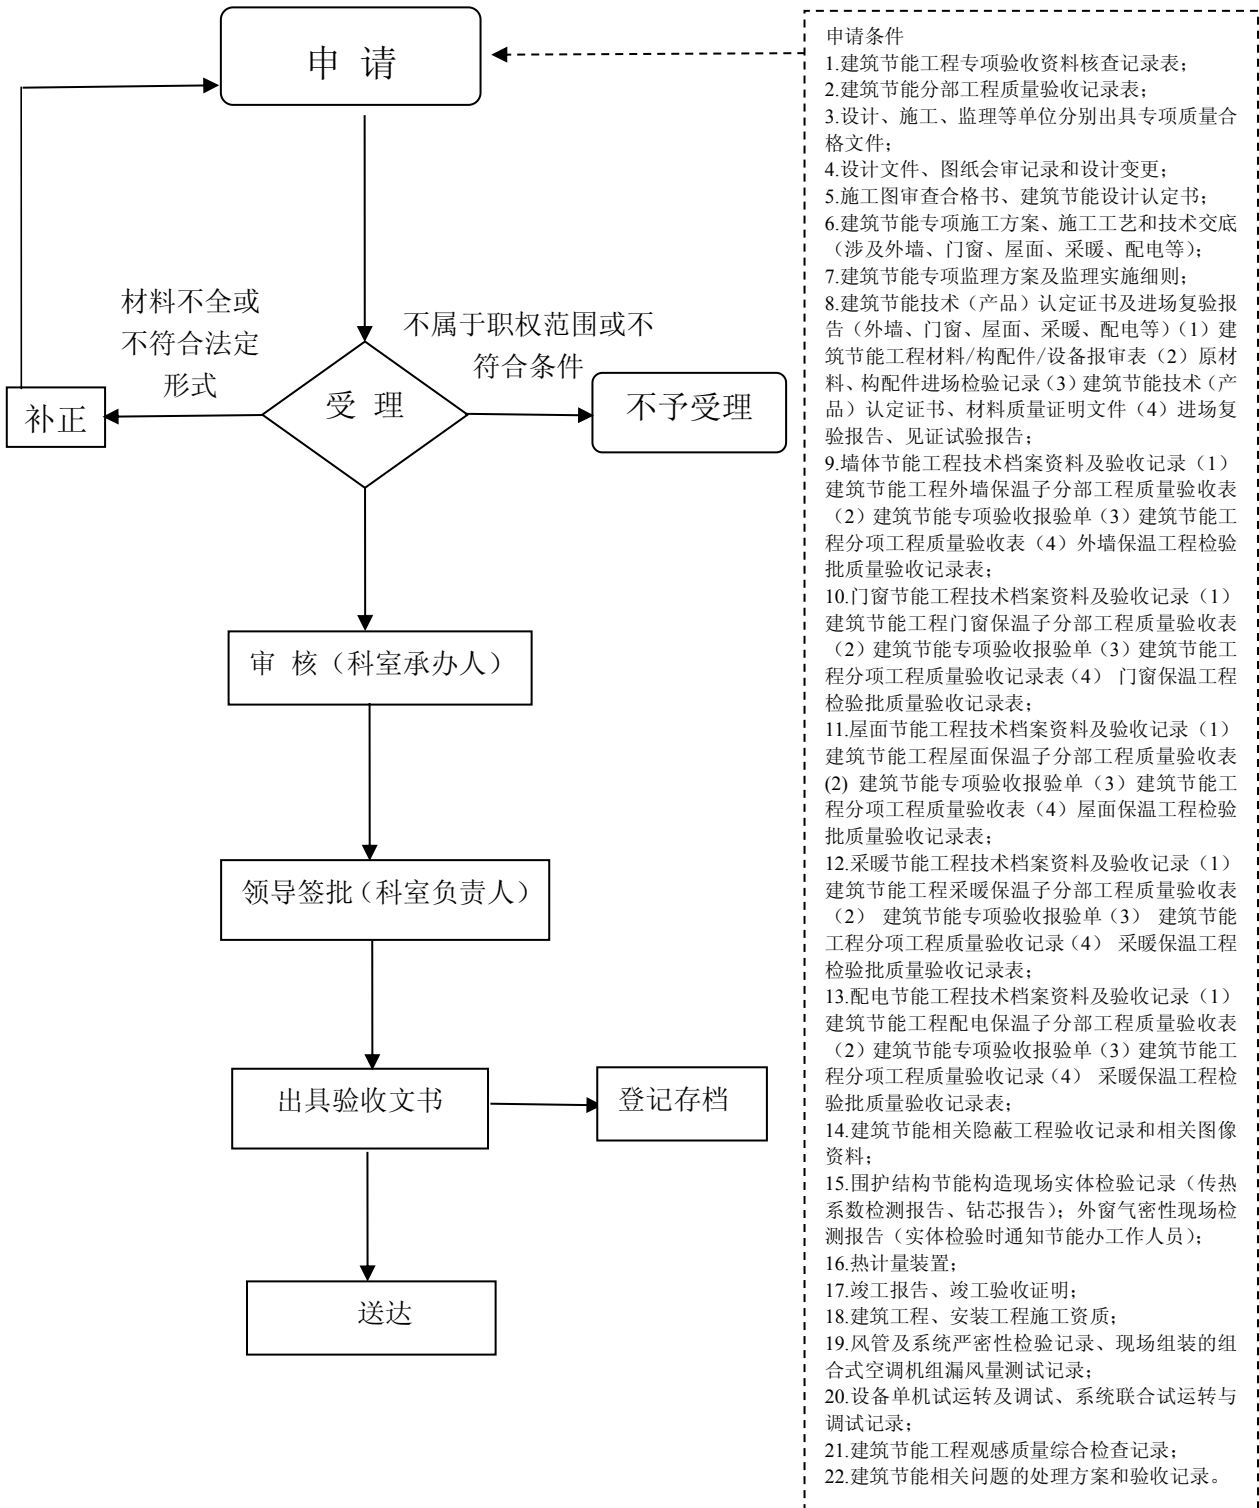 申 请
材料不全或
不符合法定
形式
不属于职权范围或不
符合条件
补正
受 理
不予受理
审 核（科室承办人）
领导签批（科室负责人）
出具验收文书
登记存档
送达
申请条件
1.建筑节能工程专项验收资料核查记录表；
2.建筑节能分部工程质量验收记录表；
3.设计、施工、监理等单位分别出具专项质量合
格文件；
4.设计文件、图纸会审记录和设计变更；
5.施工图审查合格书、建筑节能设计认定书；
6.建筑节能专项施工方案、施工工艺和技术交底
（涉及外墙、门窗、屋面、采暖、配电等）；
7.建筑节能专项监理方案及监理实施细则；
8.建筑节能技术（产品）认定证书及进场复验报
告（外墙、门窗、屋面、采暖、配电等）（1）建
筑节能工程材料/构配件/设备报审表（2）原材
料、构配件进场检验记录（3）建筑节能技术（产
品）认定证书、材料质量证明文件（4）进场复
验报告、见证试验报告；
9.墙体节能工程技术档案资料及验收记录（1）
建筑节能工程外墙保温子分部工程质量验收表
（2）建筑节能专项验收报验单（3）建筑节能工
程分项工程质量验收表（4）外墙保温工程检验
批质量验收记录表；
10.门窗节能工程技术档案资料及验收记录（1）
建筑节能工程门窗保温子分部工程质量验收表
（2）建筑节能专项验收报验单（3）建筑节能工
程分项工程质量验收记录表（4） 门窗保温工程
检验批质量验收记录表；
11.屋面节能工程技术档案资料及验收记录（1）
建筑节能工程屋面保温子分部工程质量验收表
(2) 建筑节能专项验收报验单（3）建筑节能工
程分项工程质量验收表（4）屋面保温工程检验
批质量验收记录表；
12.采暖节能工程技术档案资料及验收记录（1）
建筑节能工程采暖保温子分部工程质量验收表
（2） 建筑节能专项验收报验单（3） 建筑节能
工程分项工程质量验收记录（4） 采暖保温工程
检验批质量验收记录表；
13.配电节能工程技术档案资料及验收记录（1）
建筑节能工程配电保温子分部工程质量验收表
（2）建筑节能专项验收报验单（3）建筑节能工
程分项工程质量验收记录（4） 采暖保温工程检
验批质量验收记录表；
14.建筑节能相关隐蔽工程验收记录和相关图像
资料；
15.围护结构节能构造现场实体检验记录（传热
系数检测报告、钻芯报告）；外窗气密性现场检
测报告（实体检验时通知节能办工作人员）；
16.热计量装置；
17.竣工报告、竣工验收证明；
18.建筑工程、安装工程施工资质；
19.风管及系统严密性检验记录、现场组装的组
合式空调机组漏风量测试记录；
20.设备单机试运转及调试、系统联合试运转与
调试记录；
21.建筑节能工程观感质量综合检查记录；
22.建筑节能相关问题的处理方案和验收记录。